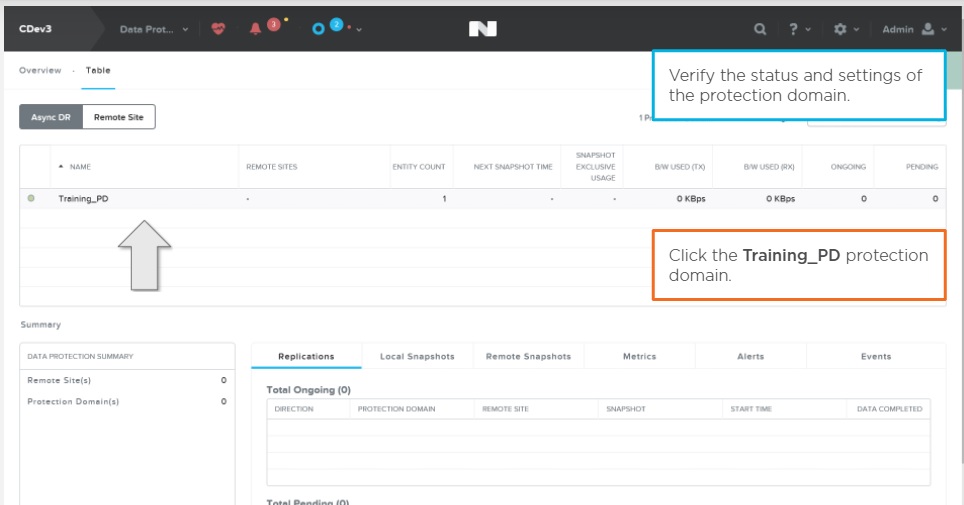 CDev3
Data Prot...
3
2
?
Admin
Overview · Table
Verify the status and settings of
the protection domain.
Async DR
Remote Site
NAME
REMOTE SITES
ENTITY COUNT
NEXT SNAPSHOT TIME
SNAPSHOT
EXCLUSIVE
USAGE
B/W USED (TX)
B/W USED (RX)
ONGOING
PENDING
Training_PD - 1 - - 0 KBps 0 KBps 0 0
Click the Training_PD protection
domain.
Summary
DATA PROTECTION SUMMARY
Remote Site(s) 0
Protection Domain(s) 0
Replications
Local Snapshots
Remote Snapshots
Metrics
Alerts
Events
Total Ongoing (0)
DIRECTION
PROTECTION DOMAIN
REMOTE SITE
SNAPSHOT
START TIME
DATA COMPLETED
Total Pending (0)